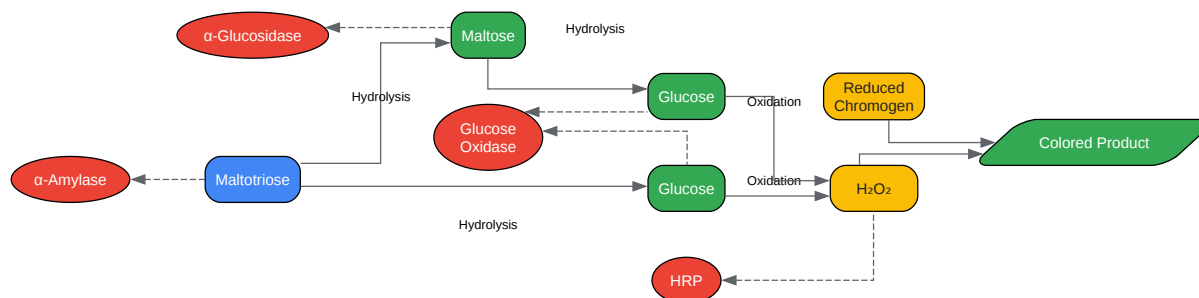 α-Glucosidase
Maltose
Hydrolysis
Hydrolysis
Glucose
Oxidation
Reduced
Chromogen
Glucose
Oxidase
Colored Product
α-Amylase
Maltotriose
Glucose
Oxidation
H₂O₂
Hydrolysis
HRP